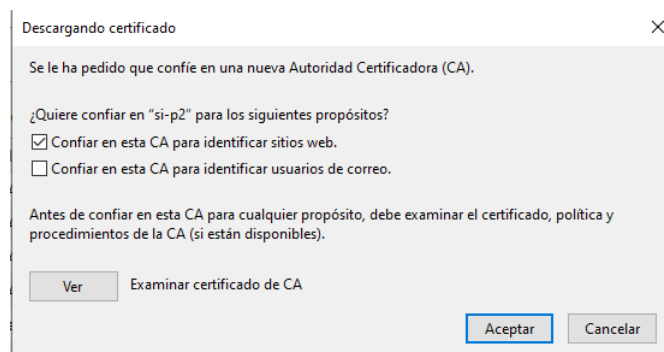 Descargando certificado
Se le ha pedido que confíe en una nueva Autoridad Certificadora (CA).
¿Quiere confiar en "si-p2" para los siguientes propósitos?
Confiar en esta CA para identificar sitios web.
Confiar en esta CA para identificar usuarios de correo.
Antes de confiar en esta CA para cualquier propósito, debe examinar el certificado, política y
procedimientos de la CA (si están disponibles).
Ver Examinar certificado de CA
Aceptar Cancelar